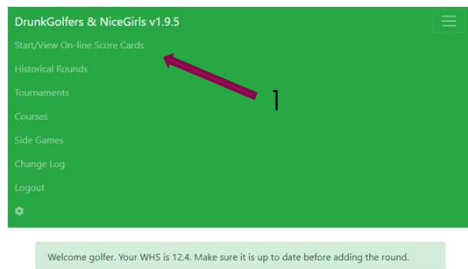 DrunkGolfers & NiceGirls v1.9.5
Start/View On-line Score Cards
Historical Rounds
1
Tournaments
Courses
Side Games
Change Log
Logout
Welcome golfer. Your WHS is 12.4. Make sure it is up to date before adding the round.